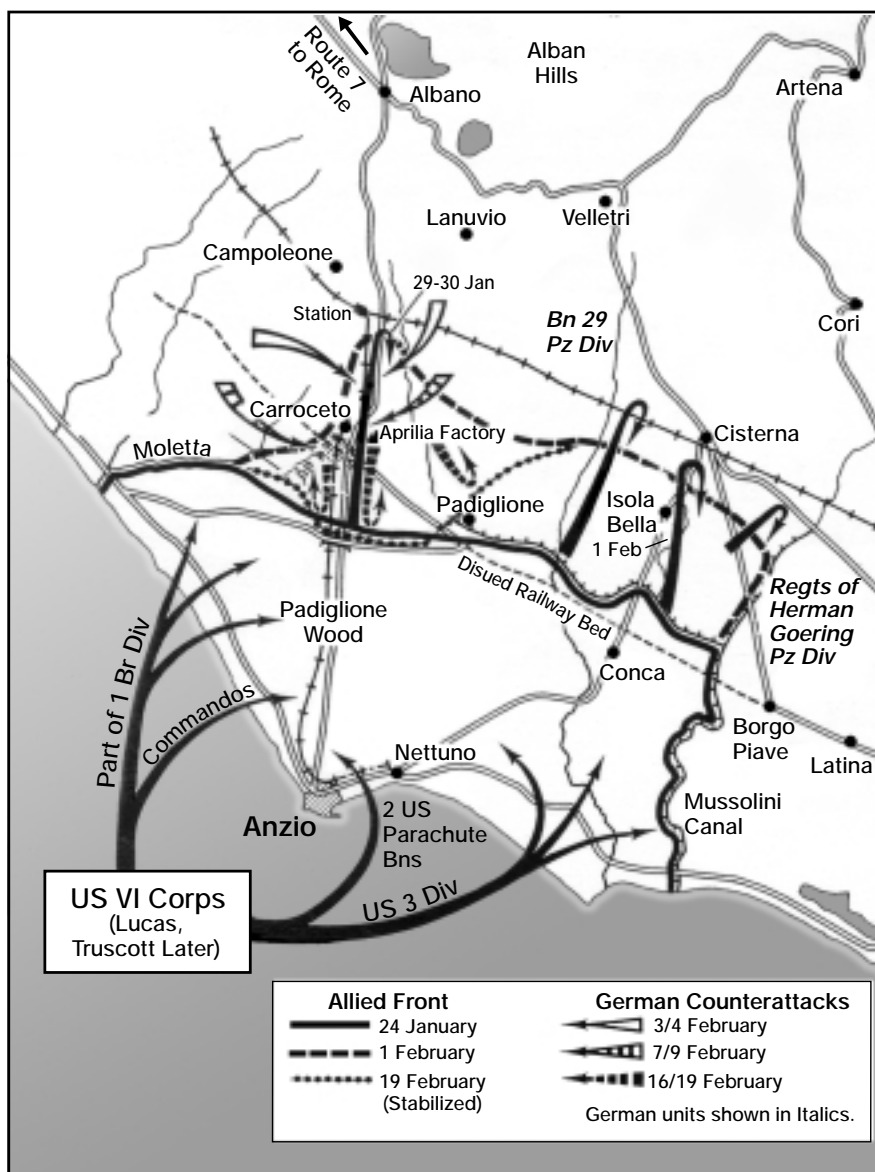 Route 7
to Rome
Alban
Hills
Artena
Albano
Lanuvio
Velletri
Campoleone
29-30 Jan
Station
Bn 29
Pz Div
Cori
Carroceto
Aprilia Factory
Cisterna
Moletta
Padiglione
Isola
Bella
1 Feb
Disued Railway Bed
Regts of
Herman
Goering
Pz Div
Padiglione
Wood
Conca
Part of 1 Br Div
Commandos
Borgo
Piave
Latina
Nettuno
Mussolini
Canal
Anzio
2 US
Parachute
Bns
US 3 Div
US VI Corps
(Lucas,
Truscott Later)
Allied Front
24 January
1 February
19 February
(Stabilized)
German Counterattacks
3/4 February
7/9 February
16/19 February
German units shown in Italics.